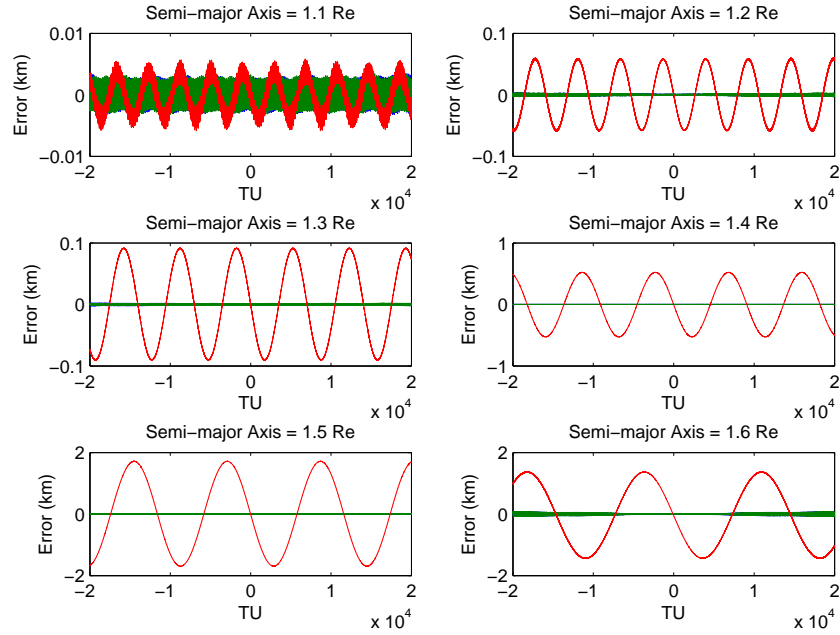 Semi−major Axis = 1.1 Re
0.01
0
−0.01
Error (km)
−2 −1 0 1 2
TU
x 10^4
Semi−major Axis = 1.2 Re
0.1
0
−0.1
Error (km)
−2 −1 0 1 2
TU
x 10^4
Semi−major Axis = 1.3 Re
0.1
0
−0.1
Error (km)
−2 −1 0 1 2
TU
x 10^4
Semi−major Axis = 1.4 Re
1
0
−1
Error (km)
−2 −1 0 1 2
TU
x 10^4
Semi−major Axis = 1.5 Re
2
0
−2
Error (km)
−2 −1 0 1 2
TU
x 10^4
Semi−major Axis = 1.6 Re
2
0
−2
Error (km)
−2 −1 0 1 2
TU
x 10^4